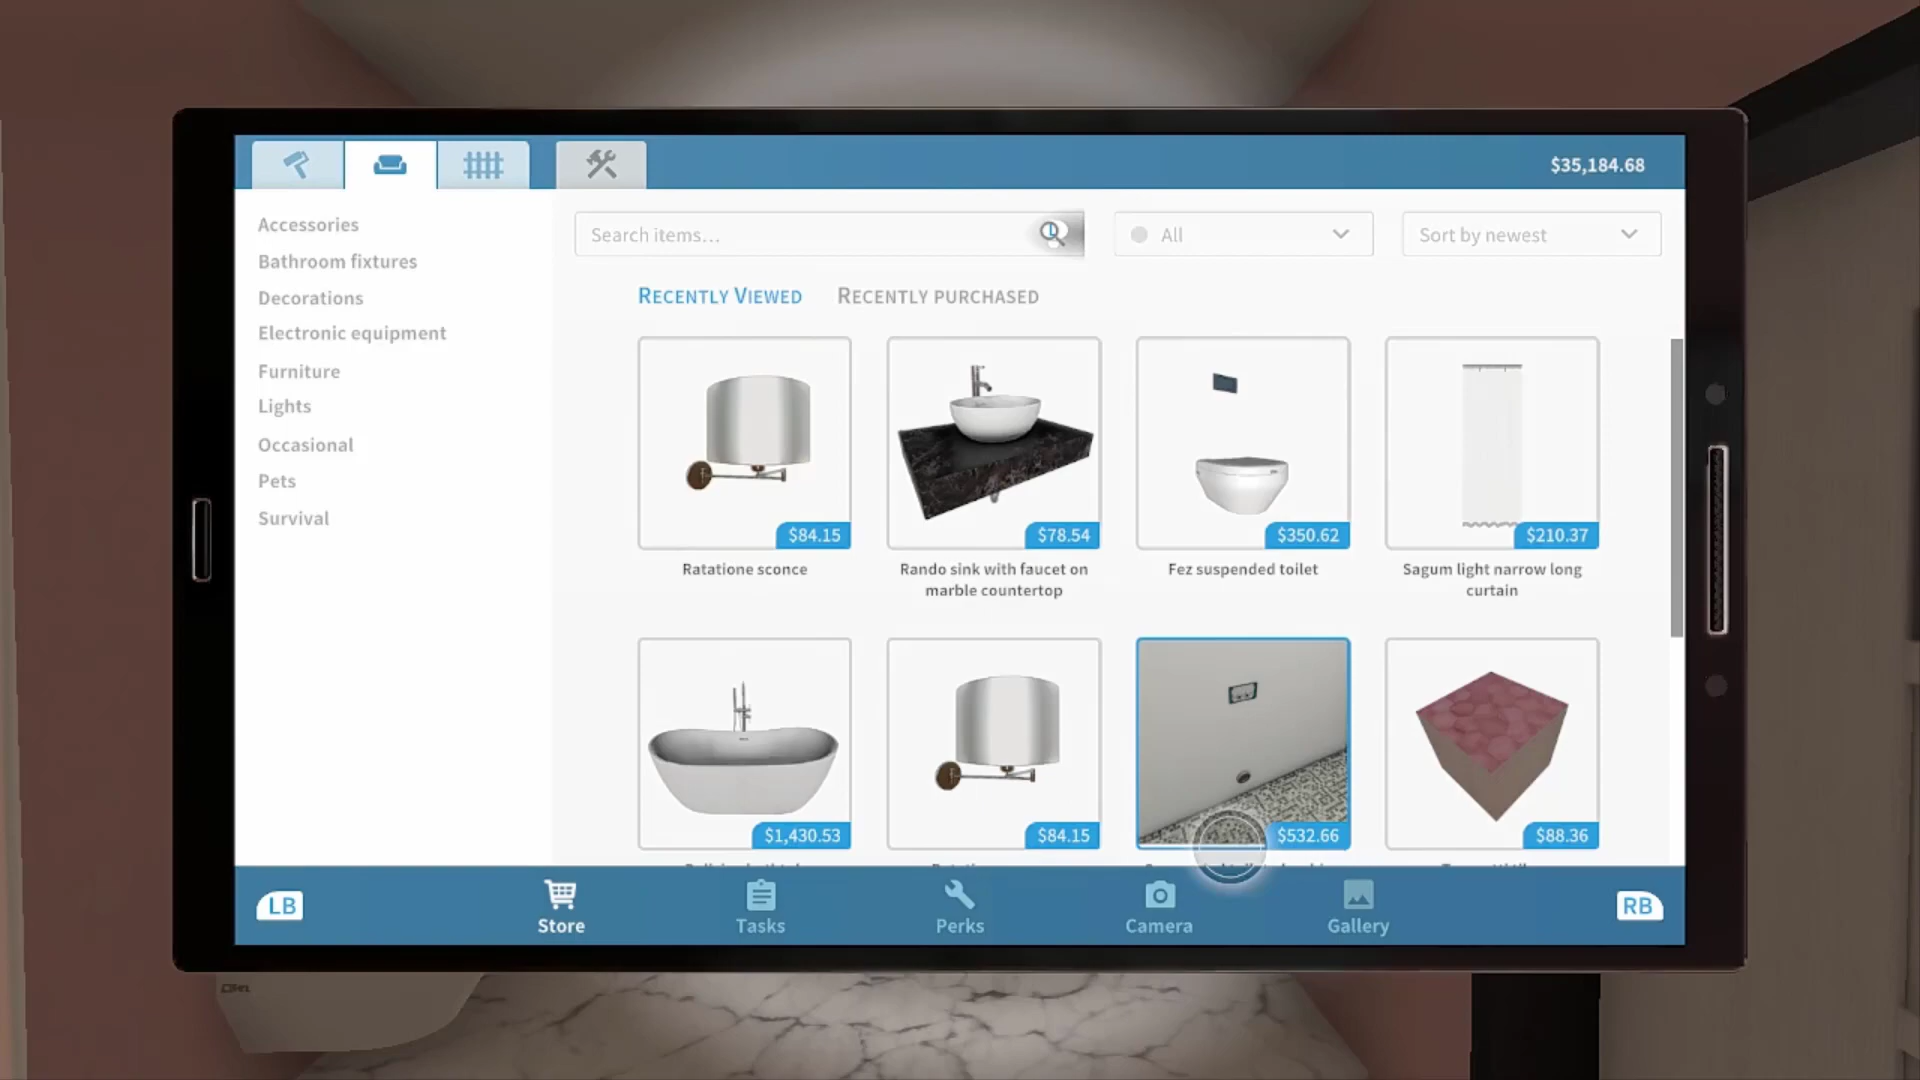 $35,184.68
Accessories
Bathroom fixtures
Decorations
Electronic equipment
Furniture
Lights
Occasional
Pets
Survival
Search items...
All
Sort by newest
RECENTLY VIEWED
RECENTLY PURCHASED
$84.15
Ratatione sconce
$78.54
Rando sink with faucet on
marble countertop
$350.62
Fez suspended toilet
$210.37
Sagum light narrow long
curtain
$1,430.53
$84.15
$532.66
$88.36
LB
Store
Tasks
Perks
Camera
Gallery
RB